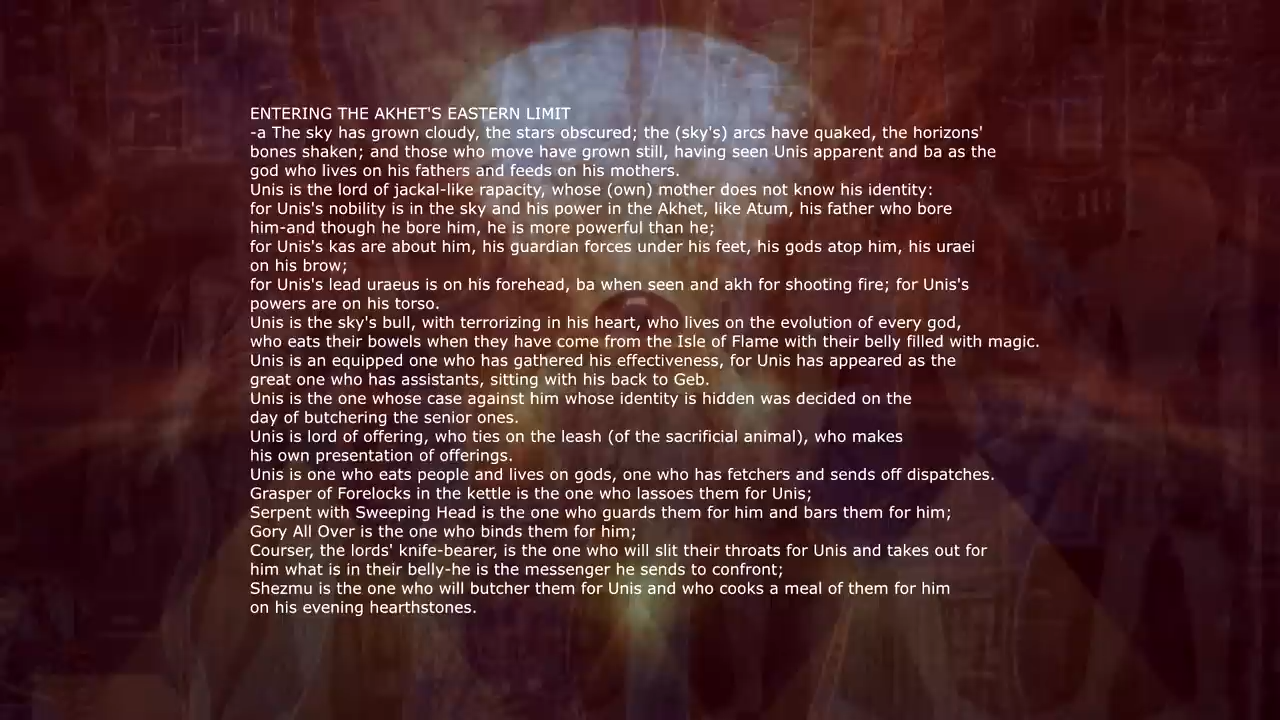 ENTERING THE AKHET'S EASTERN LIMIT
-a The sky has grown cloudy, the stars obscured; the (sky's) arcs have quaked, the horizons'
bones shaken; and those who move have grown still, having seen Unis apparent and ba as the
god who lives on his fathers and feeds on his mothers.
Unis is the lord of jackal-like rapacity, whose (own) mother does not know his identity:
for Unis's nobility is in the sky and his power in the Akhet, like Atum, his father who bore
him-and though he bore him, he is more powerful than he;
for Unis's kas are about him, his guardian forces under his feet, his gods atop him, his uraei
on his brow;
for Unis's lead uraeus is on his forehead, ba when seen and akh for shooting fire; for Unis's
powers are on his torso.
Unis is the sky's bull, with terrorizing in his heart, who lives on the evolution of every god,
who eats their bowels when they have come from the Isle of Flame with their belly filled with magic.
Unis is an equipped one who has gathered his effectiveness, for Unis has appeared as the
great one who has assistants, sitting with his back to Geb.
Unis is the one whose case against him whose identity is hidden was decided on the
day of butchering the senior ones.
Unis is lord of offering, who ties on the leash (of the sacrificial animal), who makes
his own presentation of offerings.
Unis is one who eats people and lives on gods, one who has fetchers and sends off dispatches.
Grasper of Forelocks in the kettle is the one who lassoes them for Unis;
Serpent with Sweeping Head is the one who guards them for him and bars them for him;
Gory All Over is the one who binds them for him;
Courser, the lords' knife-bearer, is the one who will slit their throats for Unis and takes out for
him what is in their belly-he is the messenger he sends to confront;
Shezmu is the one who will butcher them for Unis and who cooks a meal of them for him
on his evening hearthstones.